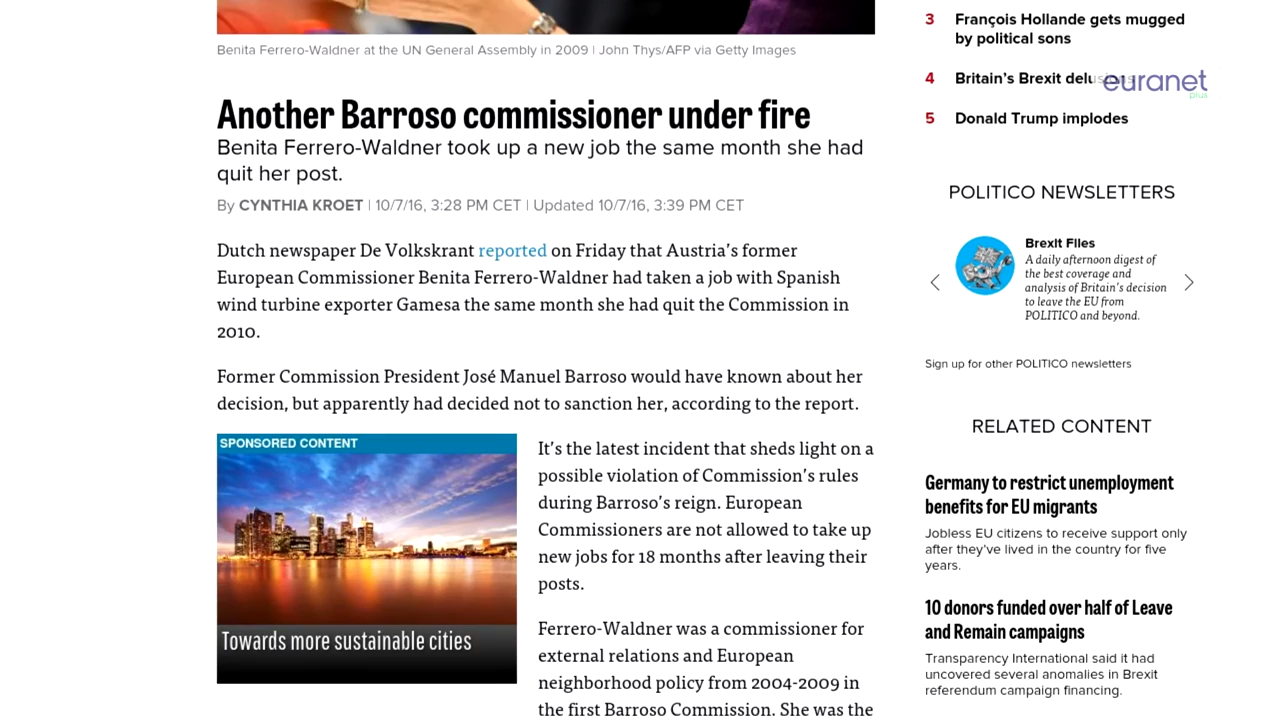 Benita Ferrero-Waldner at the UN General Assembly in 2009 | John Thys/AFP via Getty Images
Another Barroso commissioner under fire
Benita Ferrero-Waldner took up a new job the same month she had
quit her post.
By CYNTHIA KROET | 10/7/16, 3:28 PM CET | Updated 10/7/16, 3:39 PM CET
Dutch newspaper De Volkskrant reported on Friday that Austria’s former
European Commissioner Benita Ferrero-Waldner had taken a job with Spanish
wind turbine exporter Gamesa the same month she had quit the Commission in
2010.
Former Commission President José Manuel Barroso would have known about her
decision, but apparently had decided not to sanction her, according to the report.
SPONSORED CONTENT
Towards more sustainable cities
It’s the latest incident that sheds light on a
possible violation of Commission’s rules
during Barroso’s reign. European
Commissioners are not allowed to take up
new jobs for 18 months after leaving their
posts.
Ferrero-Waldner was a commissioner for
external relations and European
neighborhood policy from 2004-2009 in
the first Barroso Commission. She was the
3 François Hollande gets mugged
by political sons
4 Britain’s Brexit delusions
euranet
plus
5 Donald Trump implodes
POLITICO NEWSLETTERS
Brexit Files
A daily afternoon digest of
the best coverage and
analysis of Britain’s decision
to leave the EU from
POLITICO and beyond.
Sign up for other POLITICO newsletters
RELATED CONTENT
Germany to restrict unemployment
benefits for EU migrants
Jobless EU citizens to receive support only
after they’ve lived in the country for five
years.
10 donors funded over half of Leave
and Remain campaigns
Transparency International said it had
uncovered several anomalies in Brexit
referendum campaign financing.